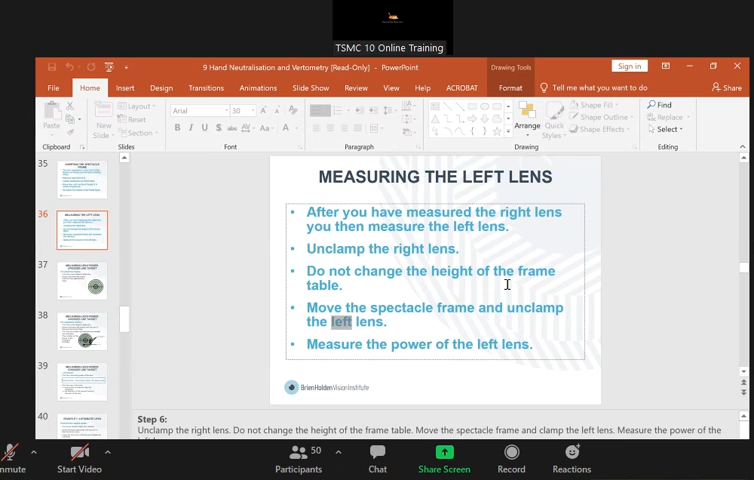 TSMC 10 Online Training
9 Hand Neutralisation and Vertometry [Read-Only] - PowerPoint
Drawing Tools
Sign in
File Home Insert Design Transitions Animations Slide Show Review View Help ACROBAT Format Tell me what you want to do Share
Paste
New Slide
Layout
Reset
Section
Arial 30
Arrange
Quick Styles
Shape Fill
Shape Outline
Shape Effects
Find
Replace
Select
Clipboard Slides Font Paragraph Drawing Editing
35
36
37
38
39
40
MEASURING THE LEFT LENS
• After you have measured the right lens
you then measure the left lens.
• Unclamp the right lens.
• Do not change the height of the frame
table.
• Move the spectacle frame and unclamp
the left lens.
• Measure the power of the left lens.
Brien Holden Vision Institute
Step 6:
Unclamp the right lens. Do not change the height of the frame table. Move the spectacle frame and clamp the left lens. Measure the power of the
nmute
Start Video
50
Participants
Chat
Share Screen
Record
Reactions